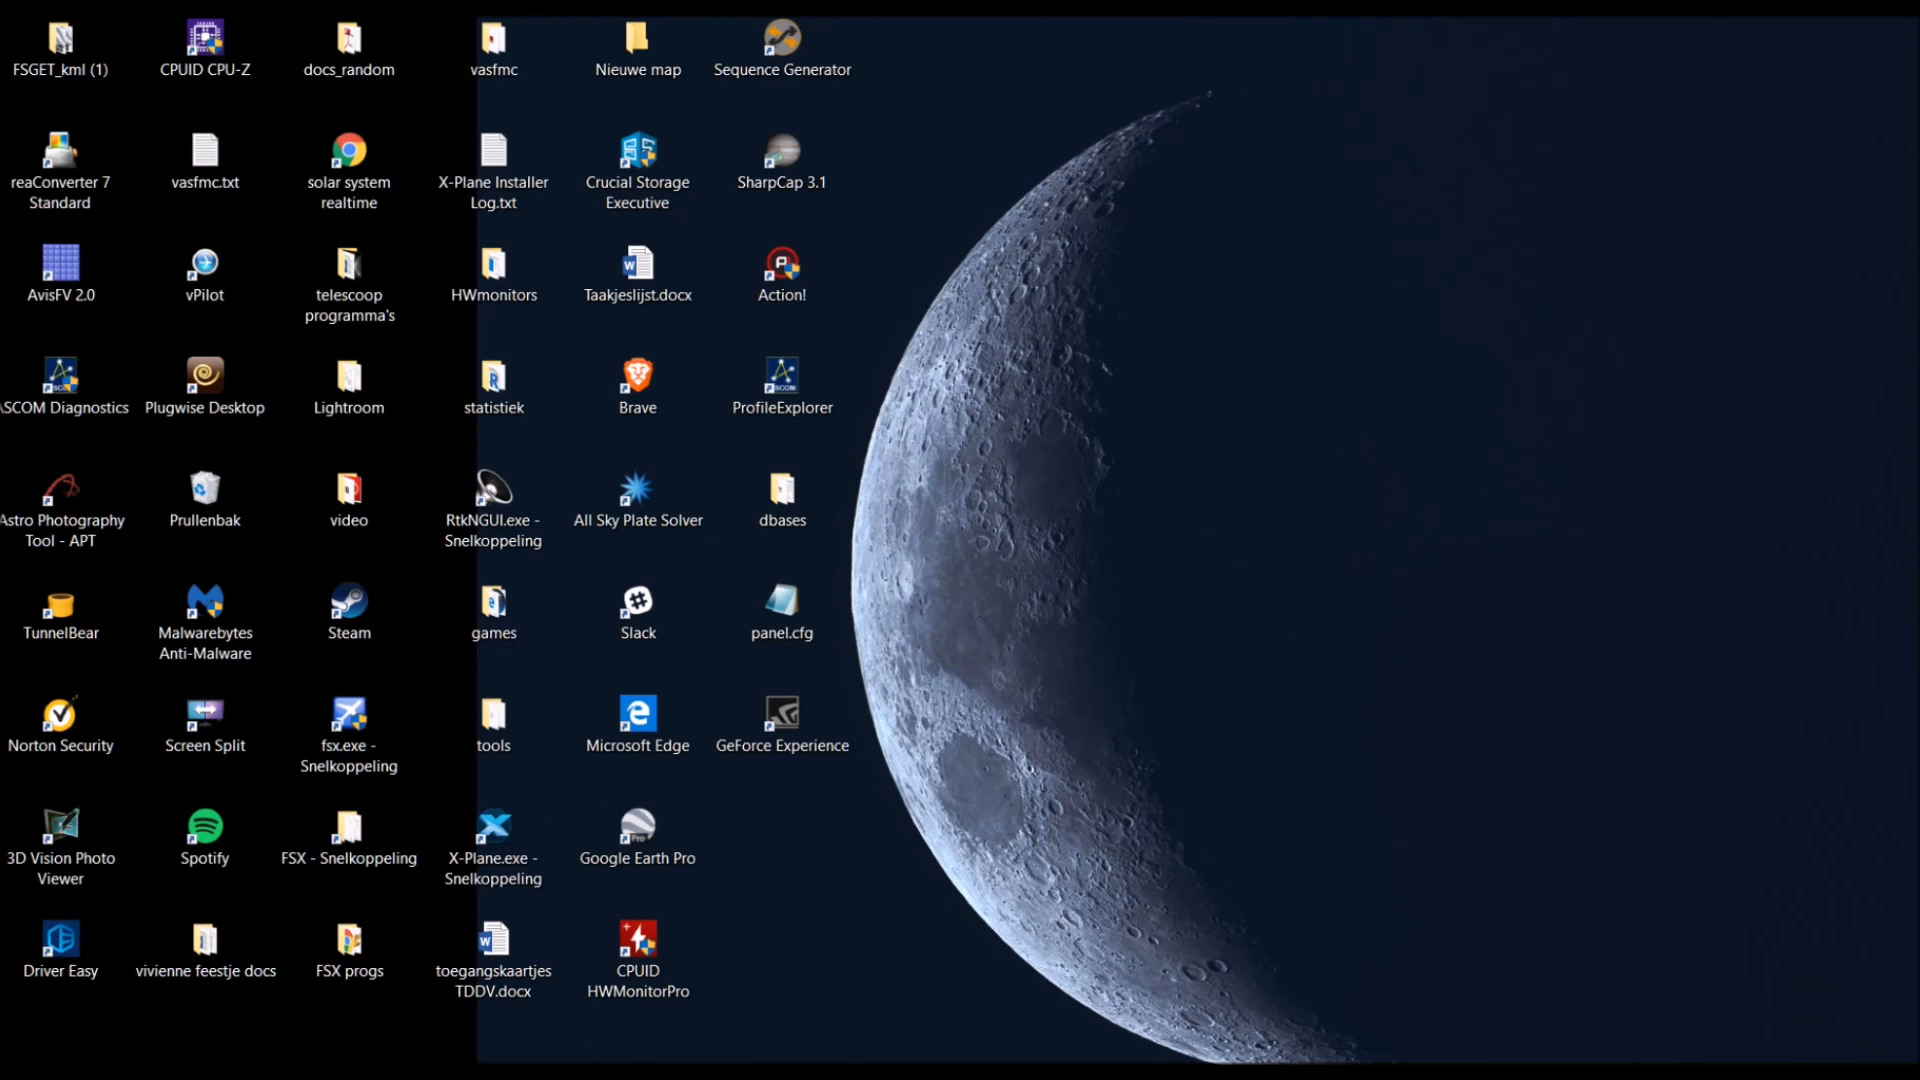 FSGET_kml (1)
CPUID CPU-Z
docs_random
vasfmc
Nieuwe map
Sequence Generator
reaConverter 7
Standard
vasfmc.txt
solar system
realtime
X-Plane Installer
Log.txt
Crucial Storage
Executive
SharpCap 3.1
AvisFV 2.0
vPilot
telescoop
programma's
HWmonitors
Taakjeslijst.docx
Action!
ASCOM Diagnostics
Plugwise Desktop
Lightroom
statistiek
Brave
ProfileExplorer
Astro Photography
Tool - APT
Prullenbak
video
RtkNGUI.exe -
Snelkoppeling
All Sky Plate Solver
dbases
TunnelBear
Malwarebytes
Anti-Malware
Steam
games
Slack
panel.cfg
Norton Security
Screen Split
fsx.exe -
Snelkoppeling
tools
Microsoft Edge
GeForce Experience
3D Vision Photo
Viewer
Spotify
FSX - Snelkoppeling
X-Plane.exe -
Snelkoppeling
Google Earth Pro
Driver Easy
vivienne feestje docs
FSX progs
toegangskaartjes
TDDV.docx
CPUID
HWMonitorPro